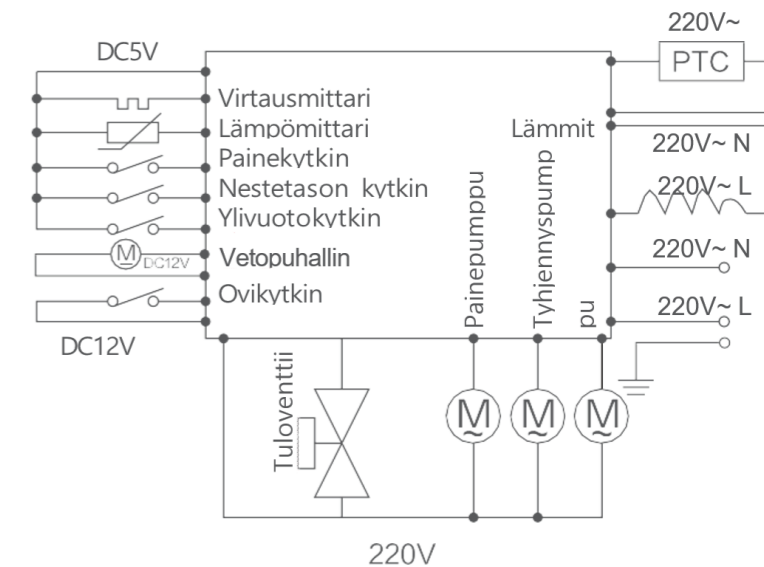 220V~
PTC
DC5V
Virtausmittari
Lämpömittari
Painekytkin
Nestetason kytkin
Ylivuotokytkin
Vetopuhallin
M
DC12V
Ovikytkin
DC12V
Lämmit
220V~ N
220V~ L
220V~ N
220V~ L
Painepumppu
Tyhjennyspump
pu
Tuloventtii
M
~
M
~
M
~
220V